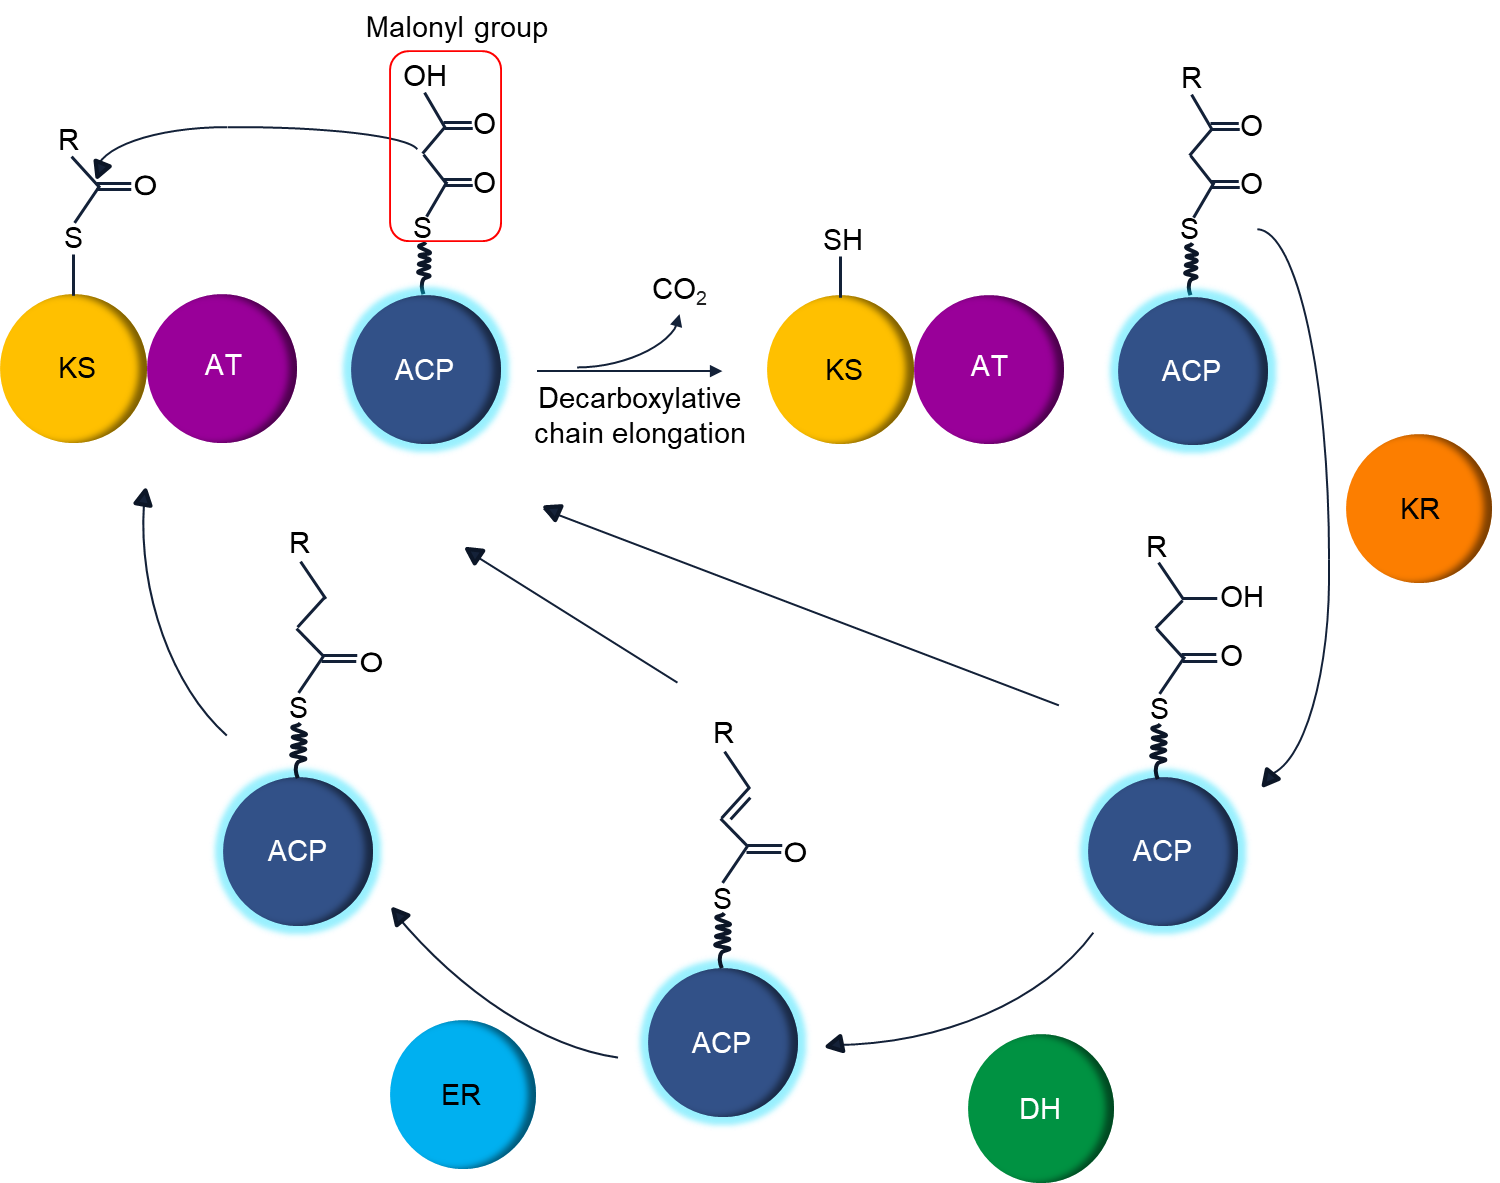 Malonyl group
OH
O
O
S
R
O
S
KS
AT
ACP
CO2
Decarboxylative
chain elongation
SH
KS
AT
R
O
O
S
ACP
KR
R
OH
O
S
ACP
DH
R
O
S
ACP
ER
R
O
S
ACP